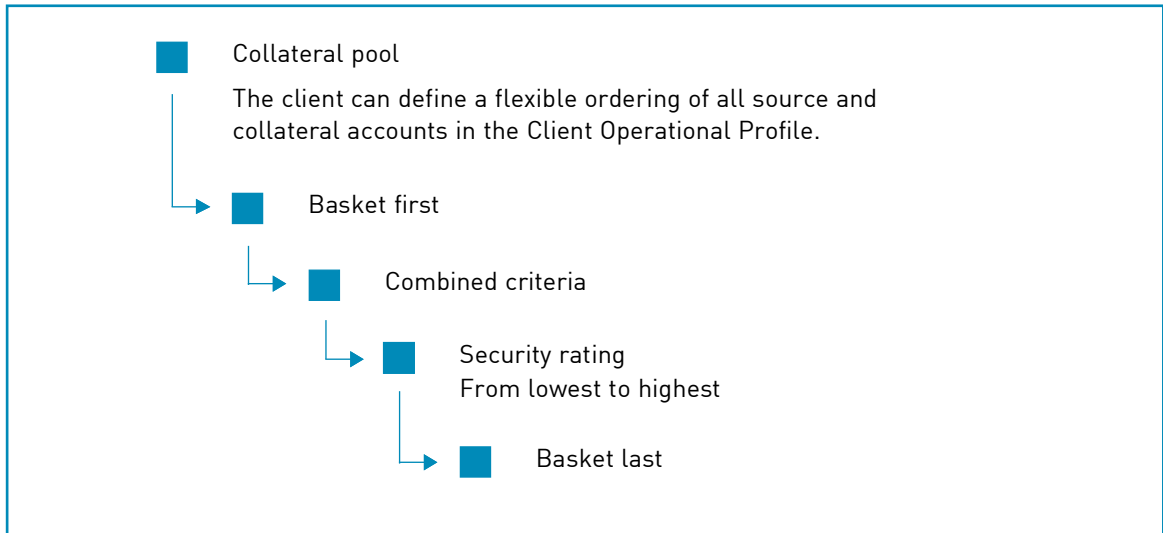 Collateral pool
The client can define a flexible ordering of all source and
collateral accounts in the Client Operational Profile.
Basket first
Combined criteria
Security rating
From lowest to highest
Basket last